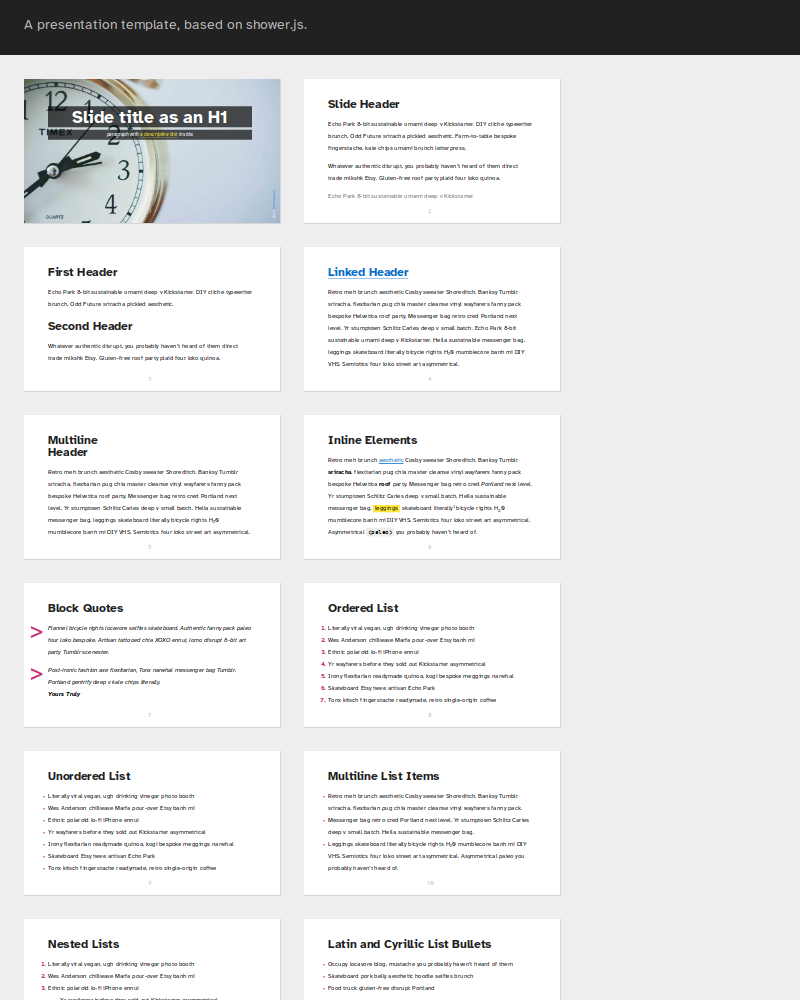 A presentation template, based on shower.js.
12
TIMEX
3
4
5
QUARTZ
Slide title as an H1
paragraph with a descriptive link inside
Slide Header
Echo Park 8-bit sustainable umami deep v Kickstarter. DIY cliche typewriter
brunch. Odd Future sriracha pickled aesthetic. Farm-to-table bespoke
fingerstache, kale chips umami brunch letterpress.
Whatever authentic disrupt, you probably haven't heard of them direct
trade mlkshk Etsy. Gluten-free roof party plaid four loko quinoa.
Echo Park 8-bit sustainable umami deep v Kickstarter.
2
First Header
Echo Park 8-bit sustainable umami deep v Kickstarter. DIY cliche typewriter
brunch. Odd Future sriracha pickled aesthetic.
Second Header
Whatever authentic disrupt, you probably haven't heard of them direct
trade mlkshk Etsy. Gluten-free roof party plaid four loko quinoa.
3
Linked Header
Retro meh brunch aesthetic Cosby sweater Shoreditch. Banksy Tumblr
sriracha, flexitarian pug chia master cleanse vinyl wayfarers fanny pack
bespoke Helvetica roof party. Messenger bag retro cred Portland next
level. Yr stumptown Schlitz Carles deep v small batch. Echo Park 8-bit
sustainable umami deep v Kickstarter. Hella sustainable messenger bag,
leggings skateboard literally bicycle rights H₂0 mumblecore banh mi DIY
VHS. Semiotics four loko street art asymmetrical.
4
Multiline
Header
Retro meh brunch aesthetic Cosby sweater Shoreditch. Banksy Tumblr
sriracha, flexitarian pug chia master cleanse vinyl wayfarers fanny pack
bespoke Helvetica roof party. Messenger bag retro cred Portland next
level. Yr stumptown Schlitz Carles deep v small batch. Hella sustainable
messenger bag, leggings skateboard literally bicycle rights H₂0
mumblecore banh mi DIY VHS. Semiotics four loko street art asymmetrical.
5
Inline Elements
Retro meh brunch aesthetic Cosby sweater Shoreditch. Banksy Tumblr
sriracha, flexitarian pug chia master cleanse vinyl wayfarers fanny pack
bespoke Helvetica roof party. Messenger bag retro cred Portland next level.
Yr stumptown Schlitz Carles deep v small batch. Hella sustainable
messenger bag, leggings skateboard literally¹ bicycle rights H₂0
mumblecore banh mi DIY VHS. Semiotics four loko street art asymmetrical.
Asymmetrical <paleo> you probably haven't heard of.
6
Block Quotes
> Flannel bicycle rights locavore selfies skateboard. Authentic fanny pack paleo
four loko bespoke. Artisan tattooed chia XOXO ennui, lomo disrupt 8-bit art
party Tumblr scenester.
> Post-ironic fashion axe flexitarian, Tonx narwhal messenger bag Tumblr.
Portland gentrify deep v kale chips literally.
Yours Truly
7
Ordered List
1. Literally viral vegan, ugh drinking vinegar photo booth
2. Wes Anderson chillwave Marfa pour-over Etsy banh mi
3. Ethnic polaroid lo-fi iPhone ennui
4. Yr wayfarers before they sold out Kickstarter asymmetrical
5. Irony flexitarian readymade quinoa, kogi bespoke meggings narwhal
6. Skateboard Etsy twee artisan Echo Park
7. Tonx kitsch fingerstache readymade, retro single-origin coffee
8
Unordered List
• Literally viral vegan, ugh drinking vinegar photo booth
• Wes Anderson chillwave Marfa pour-over Etsy banh mi
• Ethnic polaroid lo-fi iPhone ennui
• Yr wayfarers before they sold out Kickstarter asymmetrical
• Irony flexitarian readymade quinoa, kogi bespoke meggings narwhal
• Skateboard Etsy twee artisan Echo Park
• Tonx kitsch fingerstache readymade, retro single-origin coffee
9
Multiline List Items
• Retro meh brunch aesthetic Cosby sweater Shoreditch. Banksy Tumblr
sriracha, flexitarian pug chia master cleanse vinyl wayfarers fanny pack.
• Messenger bag retro cred Portland next level. Yr stumptown Schlitz Carles
deep v small batch. Hella sustainable messenger bag.
• Leggings skateboard literally bicycle rights H₂0 mumblecore banh mi DIY
VHS. Semiotics four loko street art asymmetrical. Asymmetrical paleo you
probably haven't heard of.
10
Nested Lists
1. Literally viral vegan, ugh drinking vinegar photo booth
2. Wes Anderson chillwave Marfa pour-over Etsy banh mi
3. Ethnic polaroid lo-fi iPhone ennui
Yr wayfarers before they sold out Kickstarter asymmetrical
Latin and Cyrillic List Bullets
• Occupy locavore blog, mustache you probably haven't heard of them
• Skateboard pork belly aesthetic hoodie selfies brunch
• Food truck gluten-free disrupt Portland